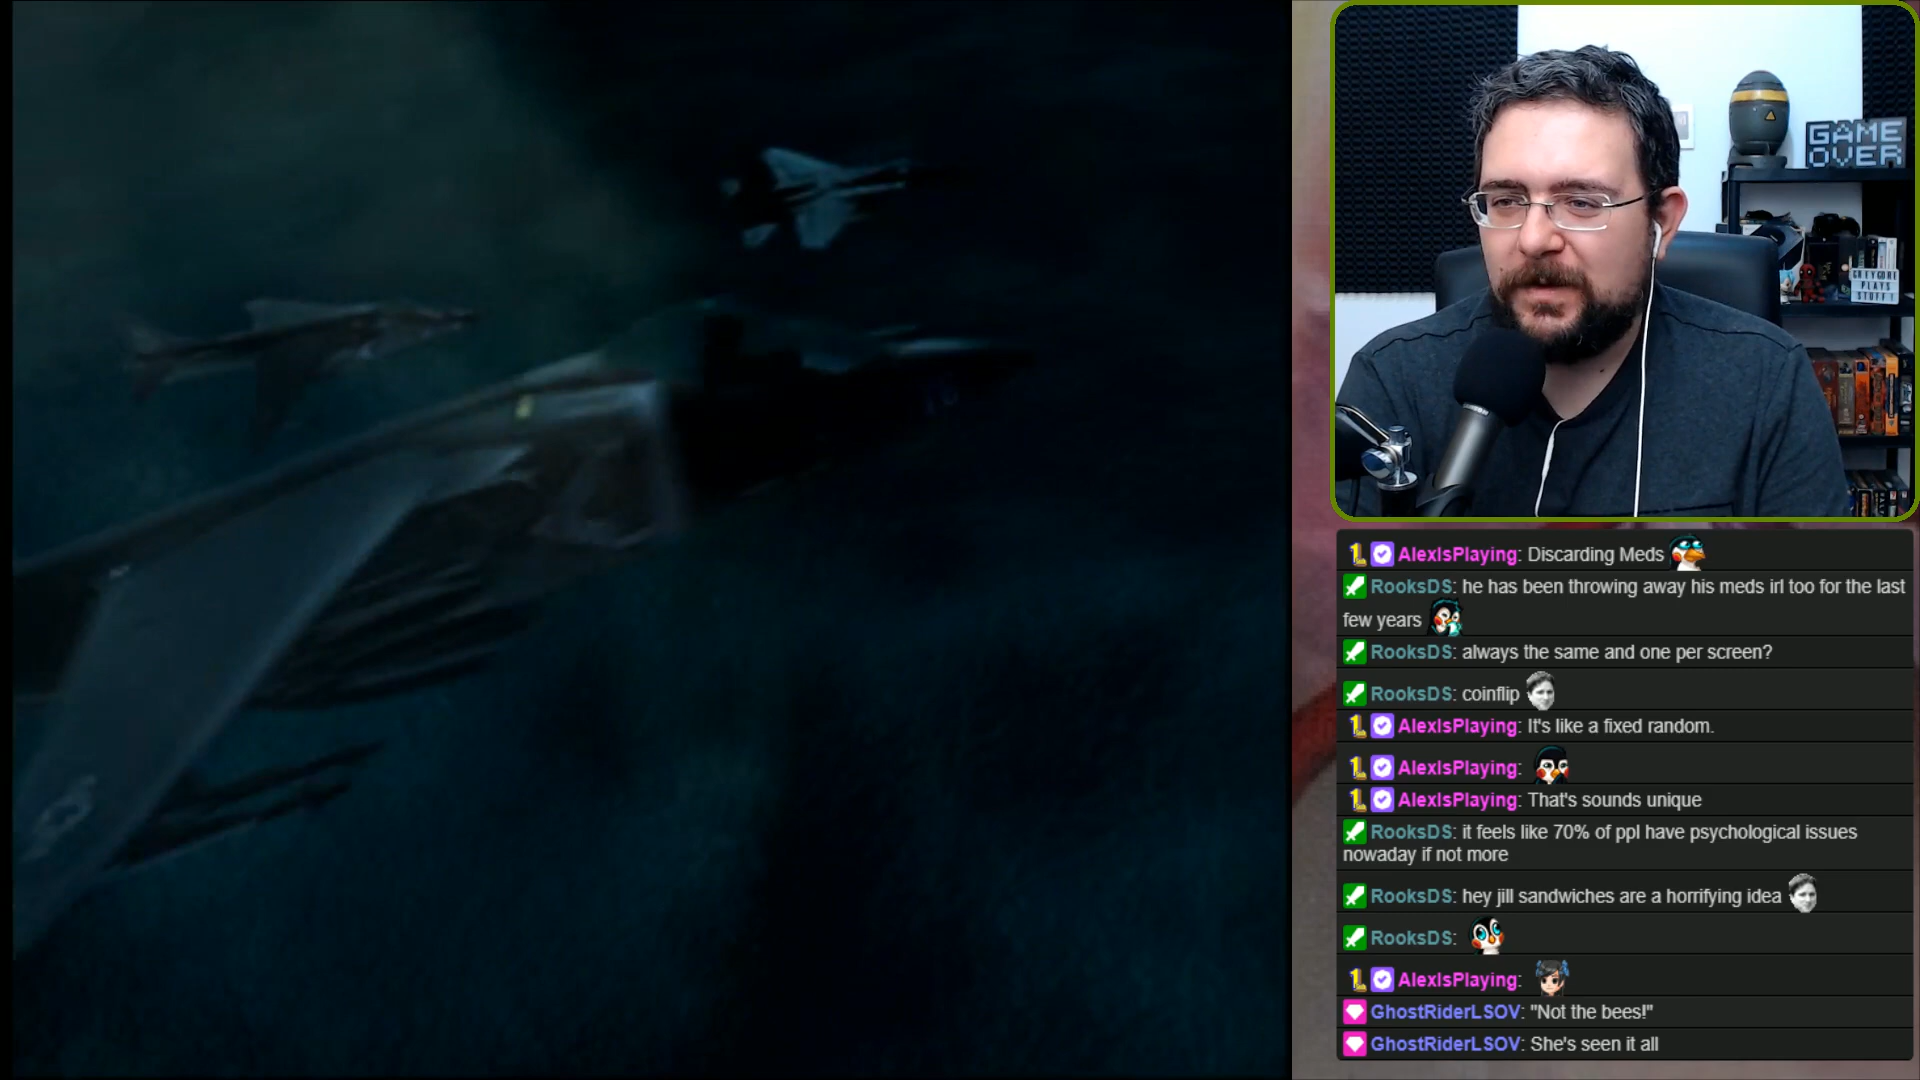 GAME
OVER
GREYGORE
PLAYS
STUFF!
AlexIsPlaying: Discarding Meds
RooksDS: he has been throwing away his meds irl too for the last
few years
RooksDS: always the same and one per screen?
RooksDS: coinflip
AlexIsPlaying: It's like a fixed random.
AlexIsPlaying:
AlexIsPlaying: That's sounds unique
RooksDS: it feels like 70% of ppl have psychological issues
nowaday if not more
RooksDS: hey jill sandwiches are a horrifying idea
RooksDS:
AlexIsPlaying:
GhostRiderLSOV: "Not the bees!"
GhostRiderLSOV: She's seen it all